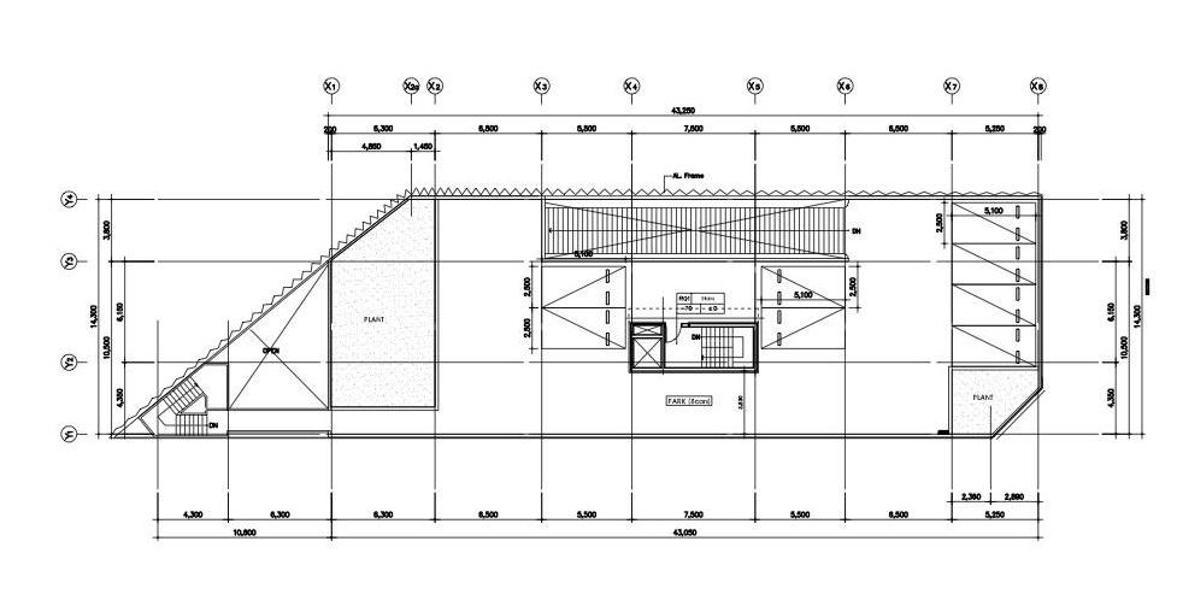 X1 X2a X2 X3 X4 X5 X6 X7 X8
43,250
200 6,300 6,500 5,500 7,500 5,500 6,500 5,250 200
4,850 1,450
AL. Frame
Y4
Y3
Y2
Y1
3,800
6,150
4,350
10,500
14,300
5,100
2,500
DN
5,100
2,500
2,500
5,100
2,500
PLANT
OPEN
DN
PARK (8cars)
PLANT
DN
3,800
6,150
4,350
10,500
14,300
2,360 2,890
4,300 6,300 6,300 6,500 5,500 7,500 5,500 6,500 5,250
10,600 43,050